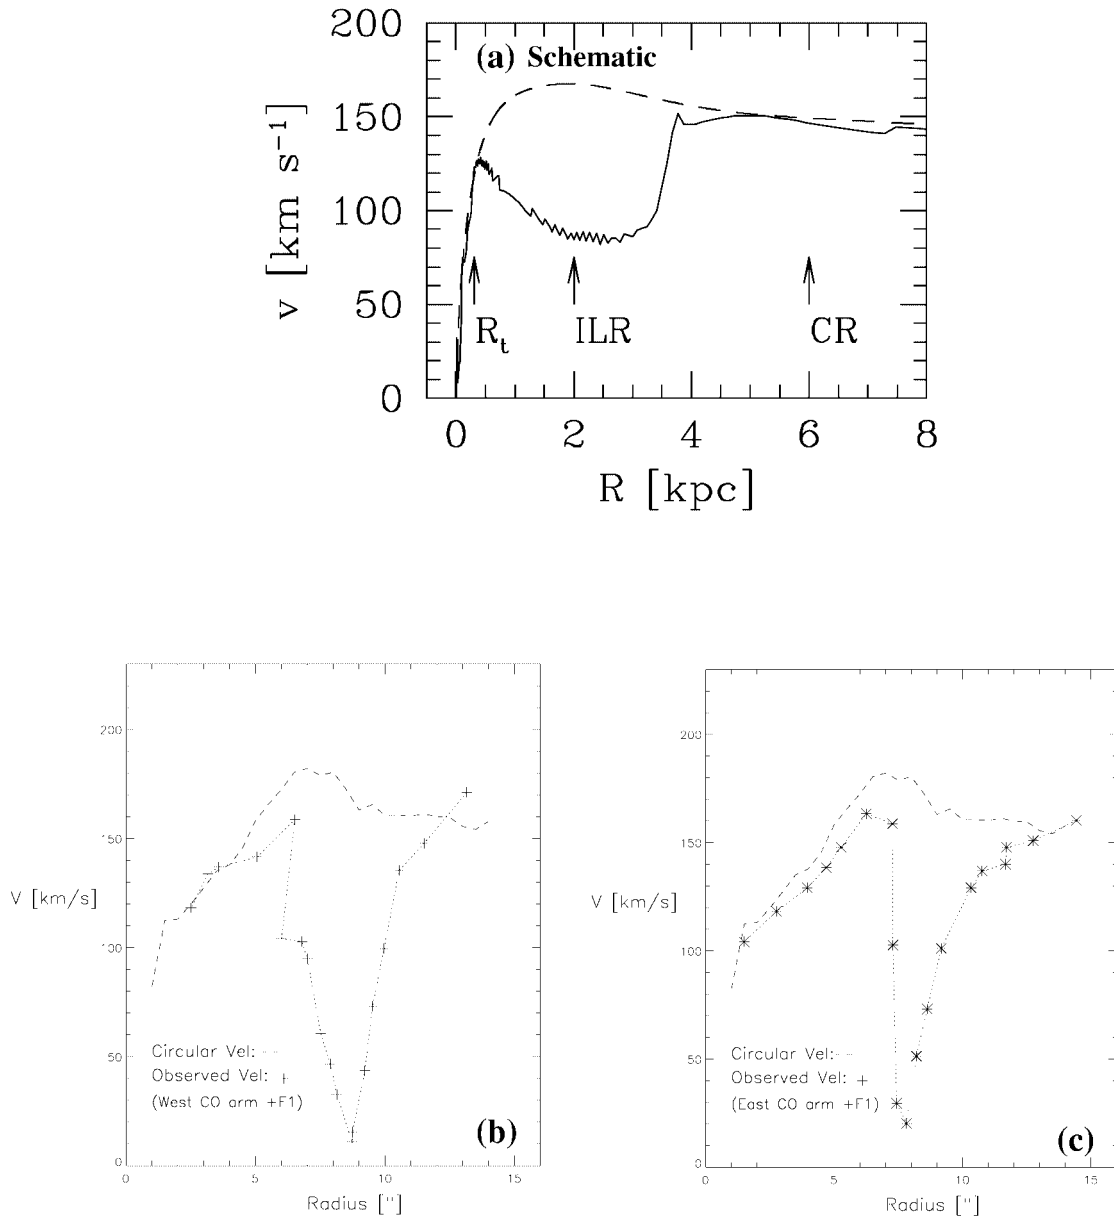 (a) Schematic
200
150
100
50
0
v [km s⁻¹]
R_t
ILR
CR
0 2 4 6 8
R [kpc]
200
150
100
50
0
V [km/s]
Circular Vel:
Observed Vel: +
(West CO arm +F1)
(b)
0 5 10 15
Radius ["]
200
150
100
50
0
V [km/s]
Circular Vel:
Observed Vel: +
(East CO arm +F1)
(c)
0 5 10 15
Radius ["]